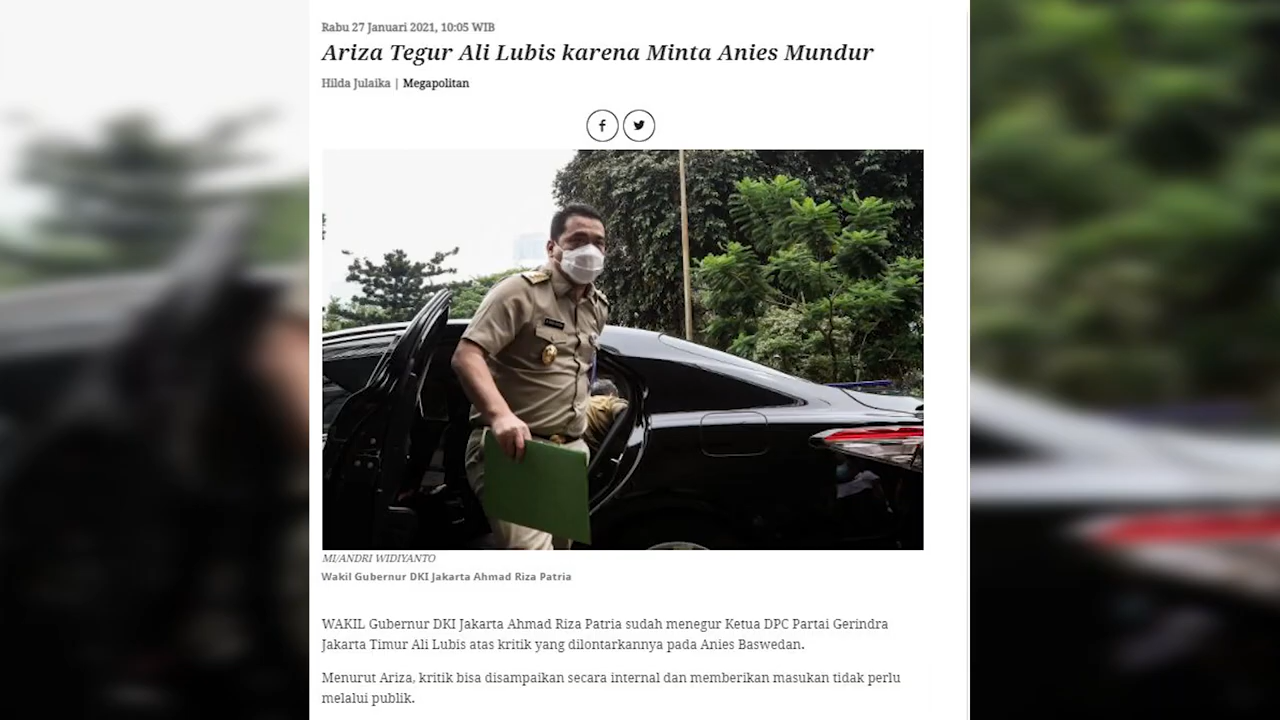 Rabu 27 Januari 2021, 10:05 WIB
Ariza Tegur Ali Lubis karena Minta Anies Mundur
Hilda Julaika | Megapolitan
MI/ANDRI WIDIYANTO
Wakil Gubernur DKI Jakarta Ahmad Riza Patria
WAKIL Gubernur DKI Jakarta Ahmad Riza Patria sudah menegur Ketua DPC Partai Gerindra
Jakarta Timur Ali Lubis atas kritik yang dilontarkannya pada Anies Baswedan.
Menurut Ariza, kritik bisa disampaikan secara internal dan memberikan masukan tidak perlu
melalui publik.